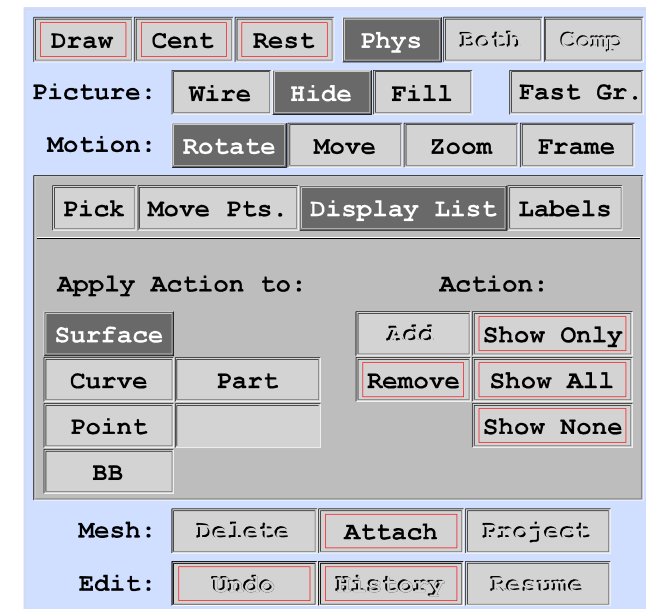 Draw Cent Rest Phys Both Comp
Picture: Wire Hide Fill Fast Gr.
Motion: Rotate Move Zoom Frame
Pick Move Pts. Display List Labels
Apply Action to: Action:
Surface Add Show Only
Curve Part Remove Show All
Point Show None
BB
Mesh: Delete Attach Project
Edit: Undo History Resume